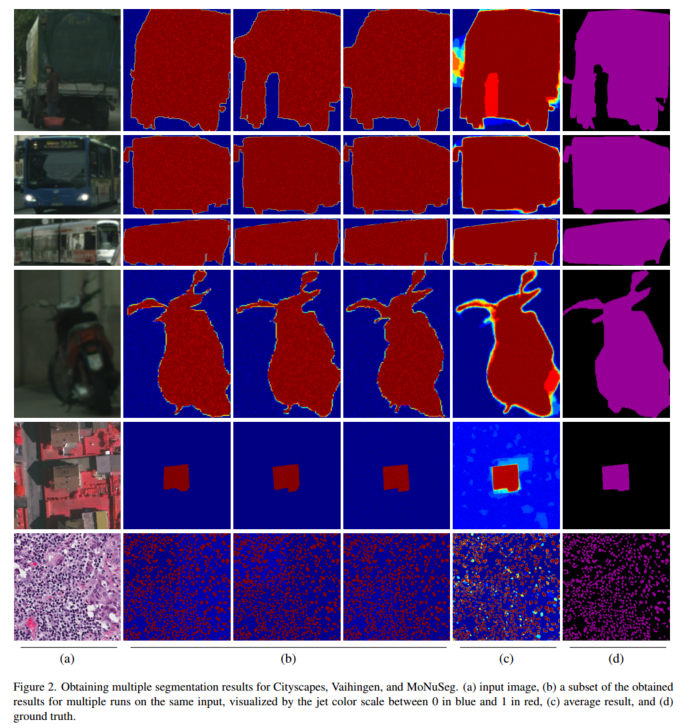 (a)
(b)
(c)
(d)
Figure 2. Obtaining multiple segmentation results for Cityscapes, Vaihingen, and MoNuSeg. (a) input image, (b) a subset of the obtained
results for multiple runs on the same input, visualized by the jet color scale between 0 in blue and 1 in red, (c) average result, and (d)
ground truth.